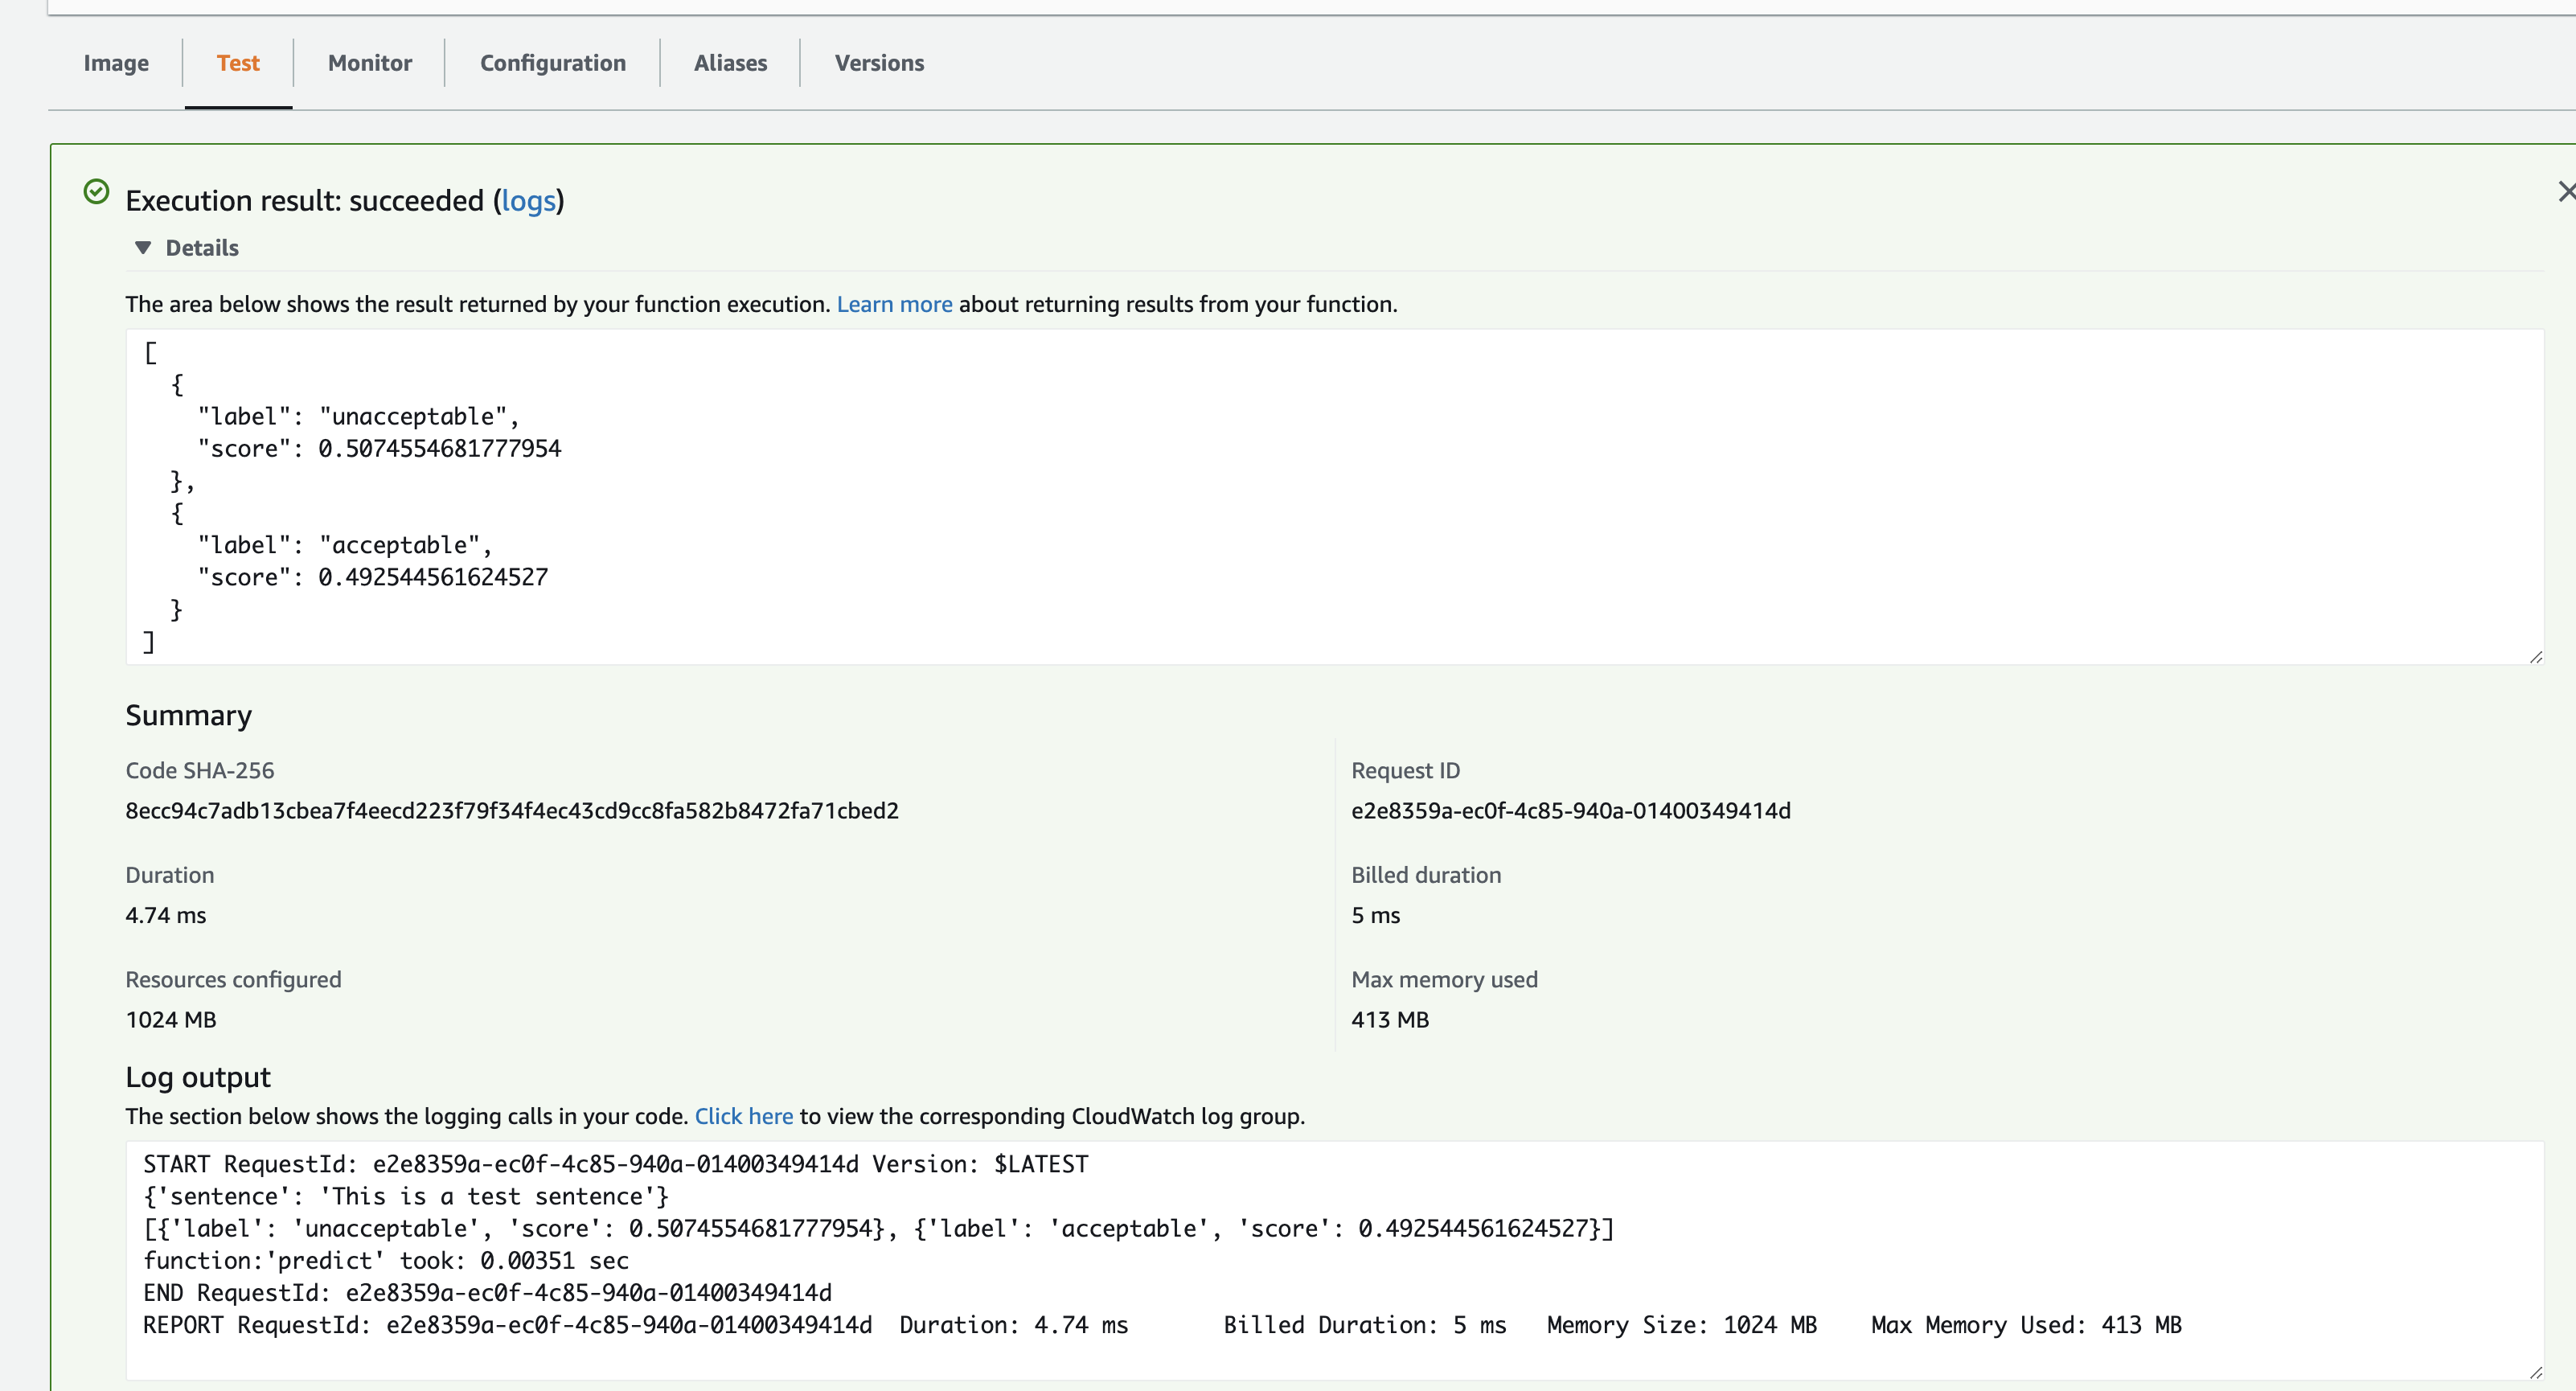 Image Test Monitor Configuration Aliases Versions
Execution result: succeeded (logs)
Details
The area below shows the result returned by your function execution. Learn more about returning results from your function.
[
{
"label": "unacceptable",
"score": 0.5074554681777954
},
{
"label": "acceptable",
"score": 0.492544561624527
}
]
Summary
Code SHA-256
8ecc94c7adb13cbea7f4eecd223f79f34f4ec43cd9cc8fa582b8472fa71cbed2
Request ID
e2e8359a-ec0f-4c85-940a-01400349414d
Duration
4.74 ms
Billed duration
5 ms
Resources configured
1024 MB
Max memory used
413 MB
Log output
The section below shows the logging calls in your code. Click here to view the corresponding CloudWatch log group.
START RequestId: e2e8359a-ec0f-4c85-940a-01400349414d Version: $LATEST
{'sentence': 'This is a test sentence'}
[{'label': 'unacceptable', 'score': 0.5074554681777954}, {'label': 'acceptable', 'score': 0.492544561624527}]
function:'predict' took: 0.00351 sec
END RequestId: e2e8359a-ec0f-4c85-940a-01400349414d
REPORT RequestId: e2e8359a-ec0f-4c85-940a-01400349414d Duration: 4.74 ms Billed Duration: 5 ms Memory Size: 1024 MB Max Memory Used: 413 MB